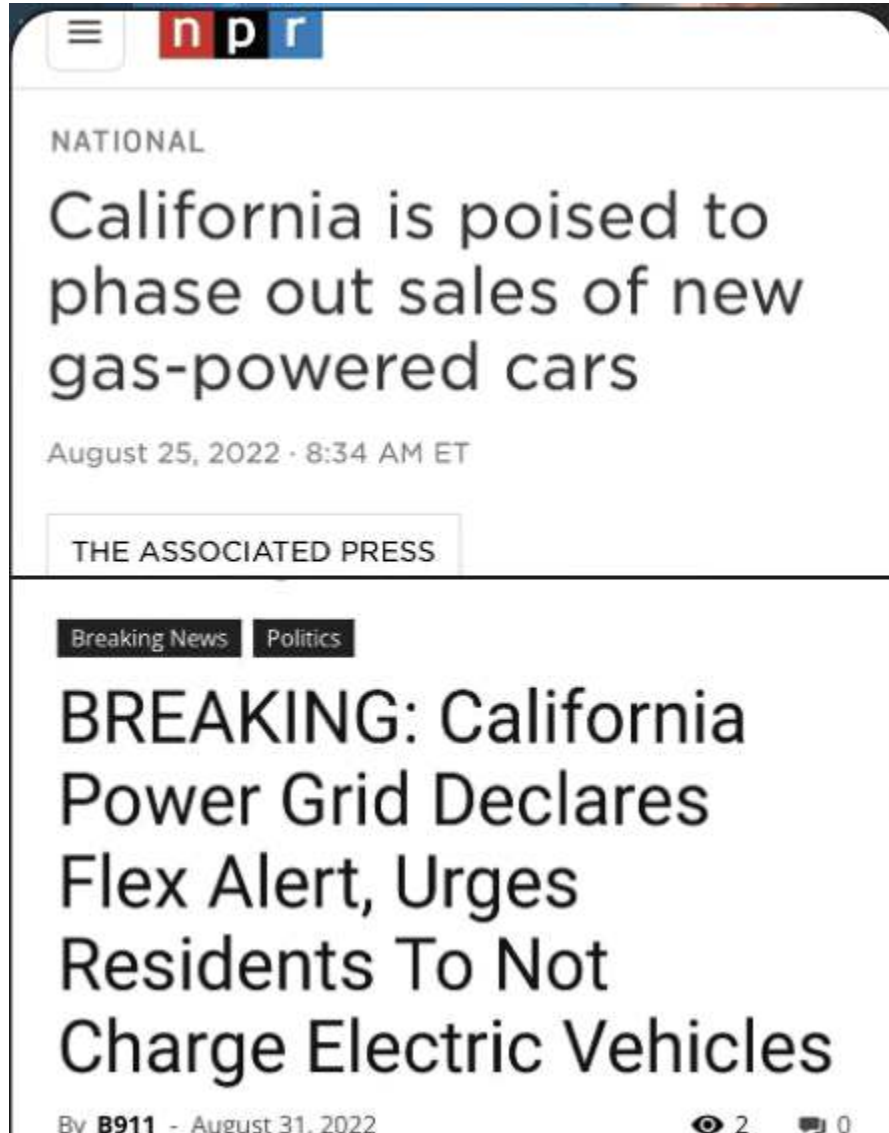 npr
NATIONAL
California is poised to
phase out sales of new
gas-powered cars
August 25, 2022 · 8:34 AM ET
THE ASSOCIATED PRESS
Breaking News Politics
BREAKING: California
Power Grid Declares
Flex Alert, Urges
Residents To Not
Charge Electric Vehicles
By B911 - August 31, 2022 2 0